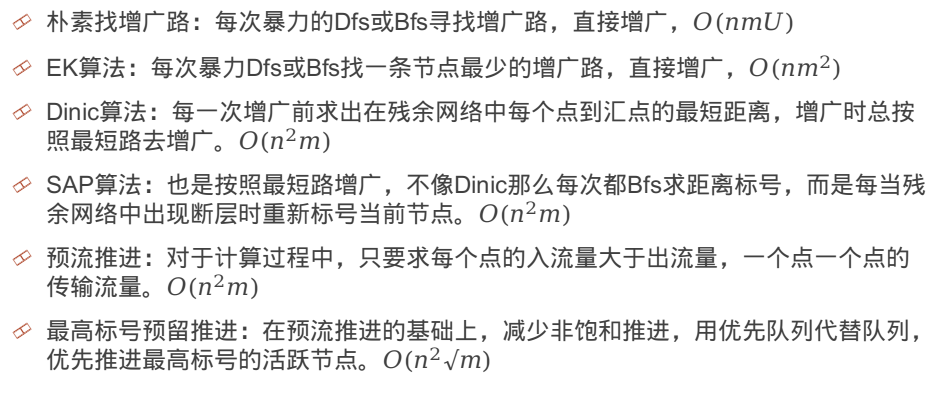 朴素找增广路：每次暴力的Dfs或Bfs寻找增广路，直接增广，O(nmU)
EK算法：每次暴力Dfs或Bfs找一条节点最少的增广路，直接增广，O(nm²)
Dinic算法：每一次增广前求出在残余网络中每个点到汇点的最短距离，增广时总按
照最短路去增广。O(n²m)
SAP算法：也是按照最短路增广，不像Dinic那么每次都Bfs求距离标号，而是每当残
余网络中出现断层时重新标号当前节点。O(n²m)
预流推进：对于计算过程中，只要求每个点的入流量大于出流量，一个点一个点的
传输流量。O(n²m)
最高标号预留推进：在预流推进的基础上，减少非饱和推进，用优先队列代替队列，
优先推进最高标号的活跃节点。O(n²√m)